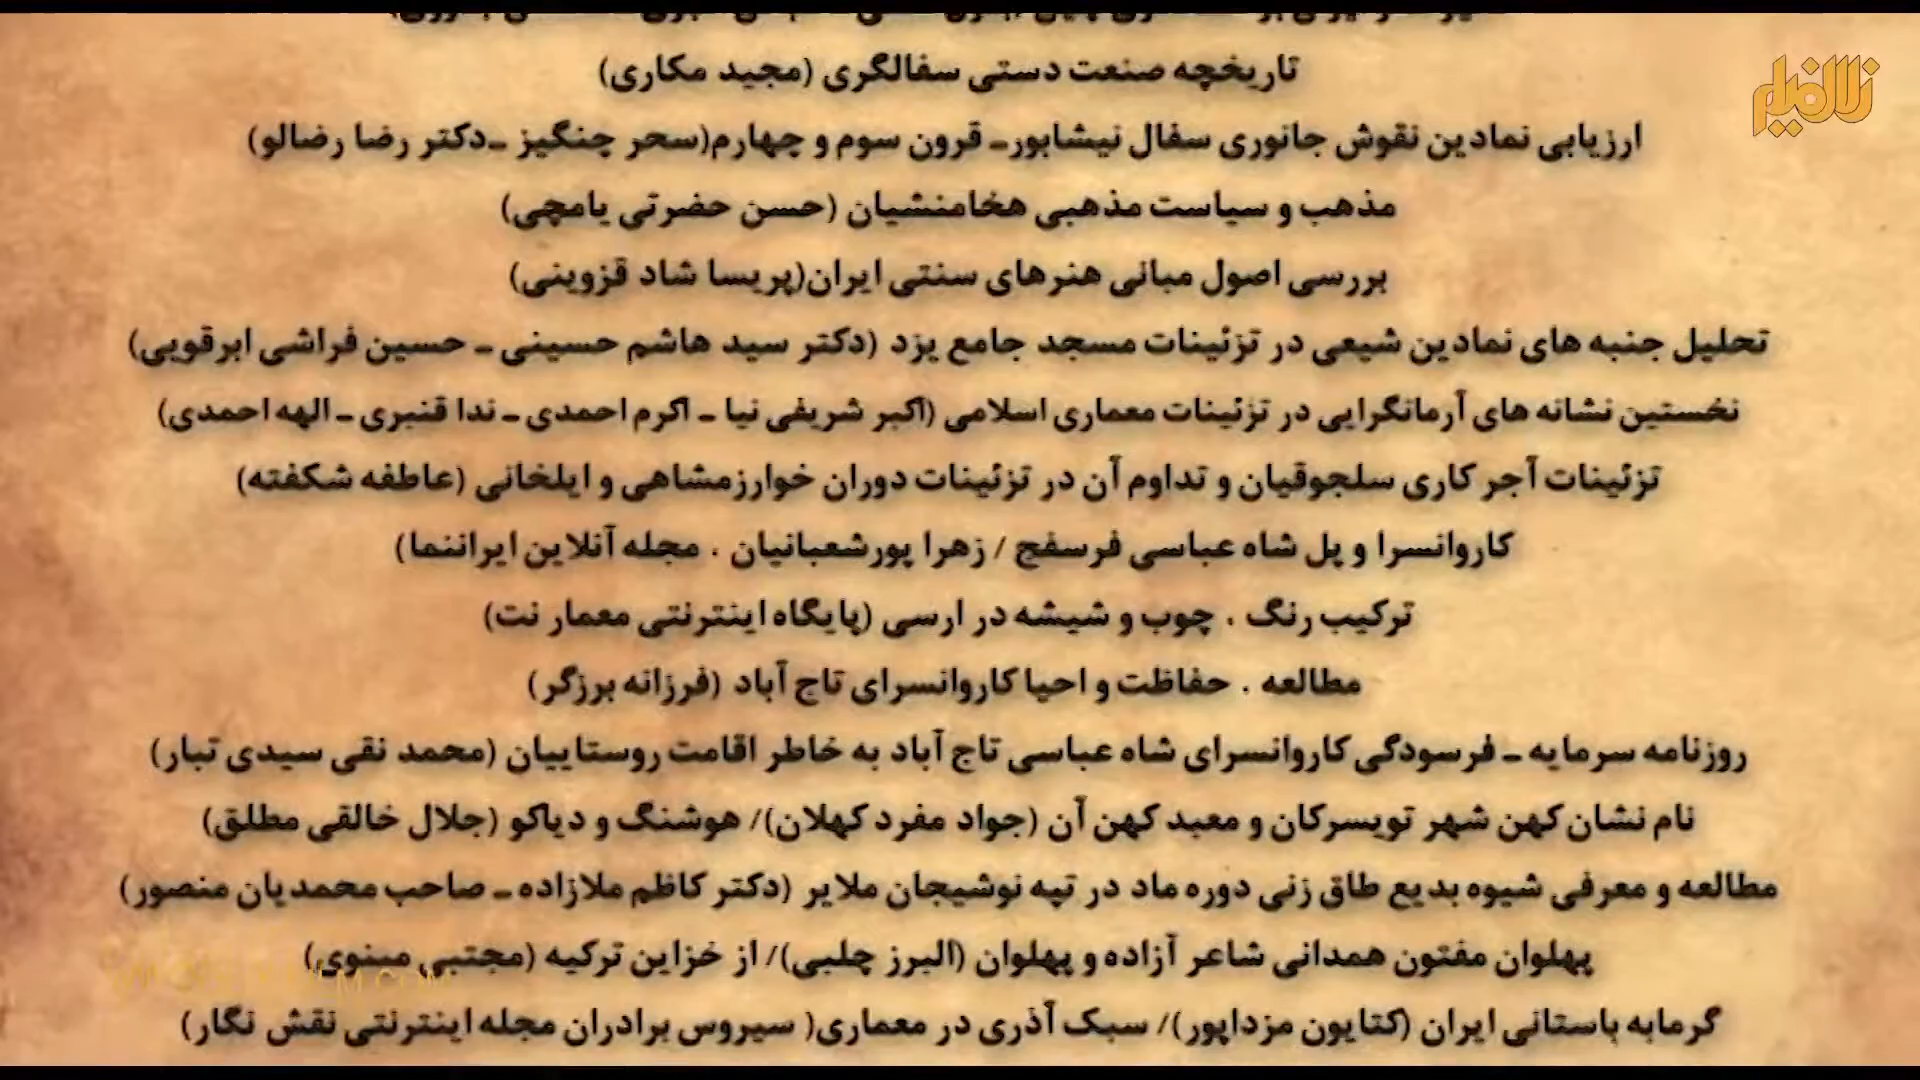 تاریخچه صنعت دستی سفالگری (مجید مکاری)
زلال فیلم
ارزیابی نمادین نقوش جانوری سفال نیشابور- قرون سوم و چهارم(سحر چنگیز -دکتر رضا رضالو)
مذهب و سیاست مذهبی هخامنشیان (حسن حضرتی یامچی)
بررسی اصول مبانی هنرهای سنتی ایران(پریسا شاد قزوینی)
تحلیل جنبه های نمادین شیعی در تزئینات مسجد جامع یزد (دکتر سید هاشم حسینی - حسین فراشی ابرقویی)
نخستین نشانه های آرمانگرایی در تزئینات معماری اسلامی (اکبر شریفی نیا - اکرم احمدی - ندا قنبری - الهه احمدی)
تزئینات آجر کاری سلجوقیان و تداوم آن در تزئینات دوران خوارزمشاهی و ایلخانی (عاطفه شکفته)
کاروانسرا و پل شاه عباسی فرسفج / زهرا پورشعبانیان . مجله آنلاین ایراننما)
ترکیب رنگ . چوب و شیشه در ارسی (پایگاه اینترنتی معمار نت)
مطالعه . حفاظت و احیا کاروانسرای تاج آباد (فرزانه برزگر)
روزنامه سرمایه - فرسودگی کاروانسرای شاه عباسی تاج آباد به خاطر اقامت روستاییان (محمد نقی سیدی تبار)
نام نشان کهن شهر تویسرکان و معبد کهن آن (جواد مفرد کهلان)/ هوشنگ و دیاکو (جلال خالقی مطلق)
مطالعه و معرفی شیوه بدیع طاق زنی دوره ماد در تپه نوشیجان ملایر (دکتر کاظم ملازاده - صاحب محمدیان منصور)
پهلوان مفتون همدانی شاعر آزاده و پهلوان (البرز چلبی)/ از خزاین ترکیه (مجتبی مینوی)
گرمابه باستانی ایران (کتایون مزداپور)/ سبک آذری در معماری( سیروس برادران مجله اینترنتی نقش نگار)